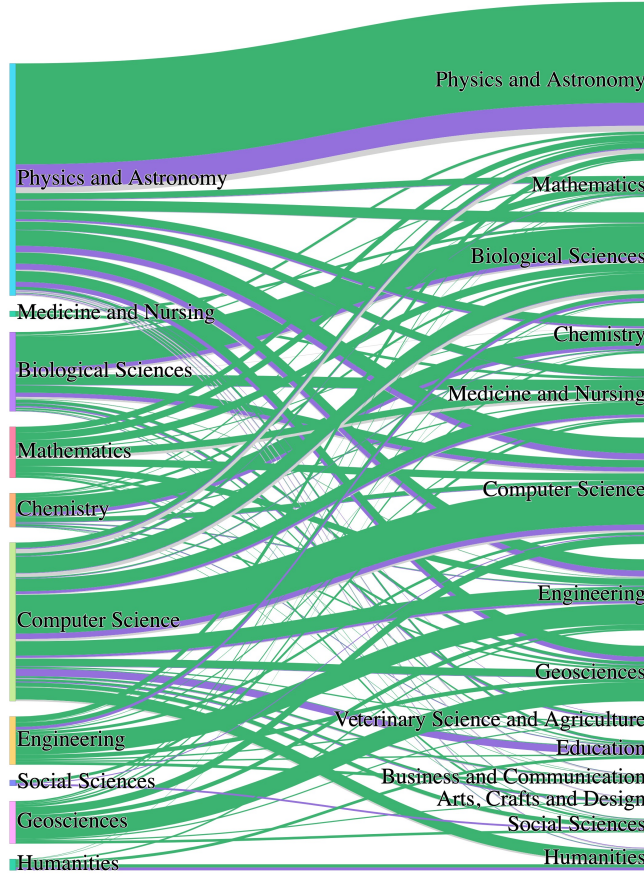 Physics and Astronomy
Physics and Astronomy
Mathematics
Biological Sciences
Medicine and Nursing
Chemistry
Biological Sciences
Medicine and Nursing
Mathematics
Computer Science
Chemistry
Engineering
Computer Science
Geosciences
Veterinary Science and Agriculture
Engineering
Education
Business and Communication
Social Sciences
Arts, Crafts and Design
Geosciences
Social Sciences
Humanities
Humanities